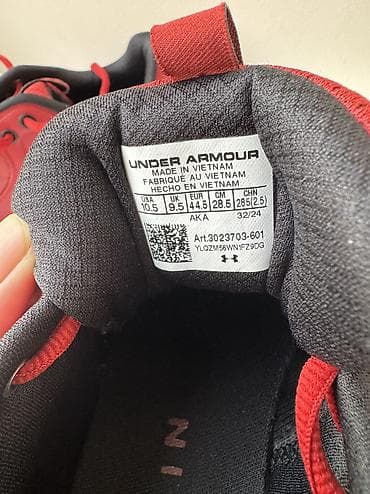 UNDER ARMOUR
MADE IN VIETNAM
FABRIQUÉ AU VIETNAM
HECHO EN VIETNAM
USA UK EUR CM CHN
10.5 9.5 44.5 28.5 285(2.5)
AKA 32/24
Art.3023703-601
YLQZM56WN1FZ9DG
N
I